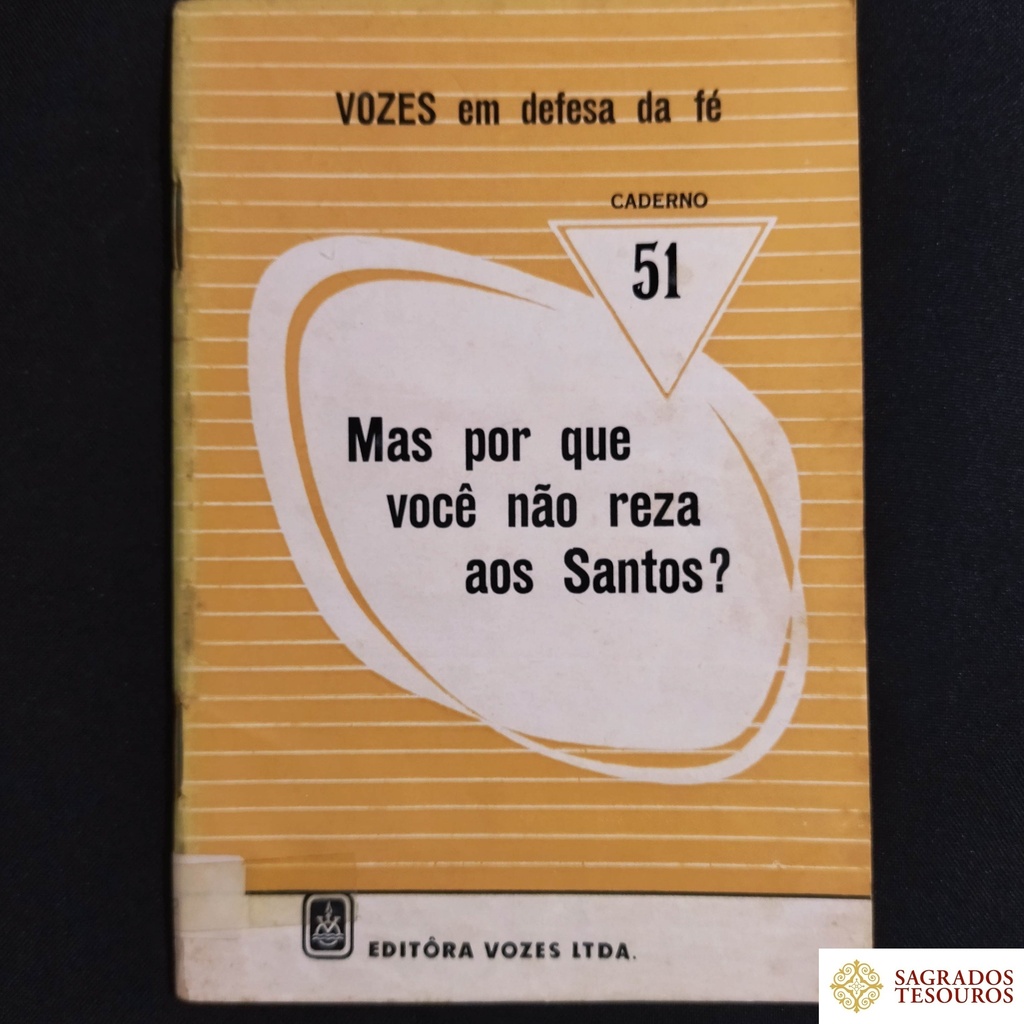 VOZES em defesa da fé
CADERNO
51
Mas por que
você não reza
aos Santos?
EDITÔRA VOZES LTDA.
SAGRADOS
TESOUROS